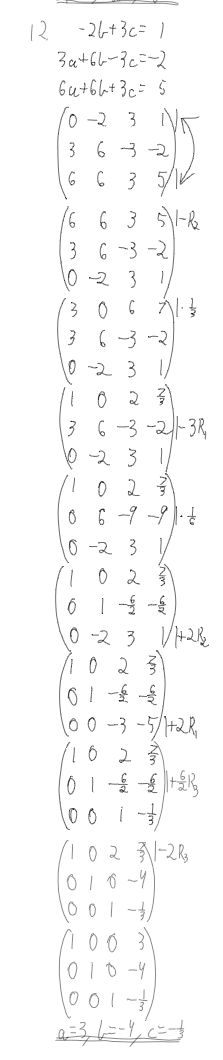 12 -2b+3c= 1
3a+6b-3c=-2
6a+6b+3c= 5
0 -2 3 1
3 6 -3 -2
6 6 3 5
6 6 3 5 |-R₂
3 6 -3 -2
0 -2 3 1
3 0 6 7 |·1/3
3 6 -3 -2
0 -2 3 1
1 0 2 7/3
3 6 -3 -2 |-3R₁
0 -2 3 1
1 0 2 7/3
0 6 -9 -9 |·1/6
0 -2 3 1
1 0 2 7/3
0 1 -6/2 -6/2
0 -2 3 1 |+2R₂
1 0 2 7/3
0 1 -6/2 -6/2
0 0 -3 -5 |+2R₁
1 0 2 7/3
0 1 -6/2 -6/2 |+6/2R₃
0 0 1 -1/3
1 0 2 7/3 |-2R₃
0 1 0 -4
0 0 1 -1/3
1 0 0 3
0 1 0 -4
0 0 1 -1/3
a=3, b=-4, c=-1/3